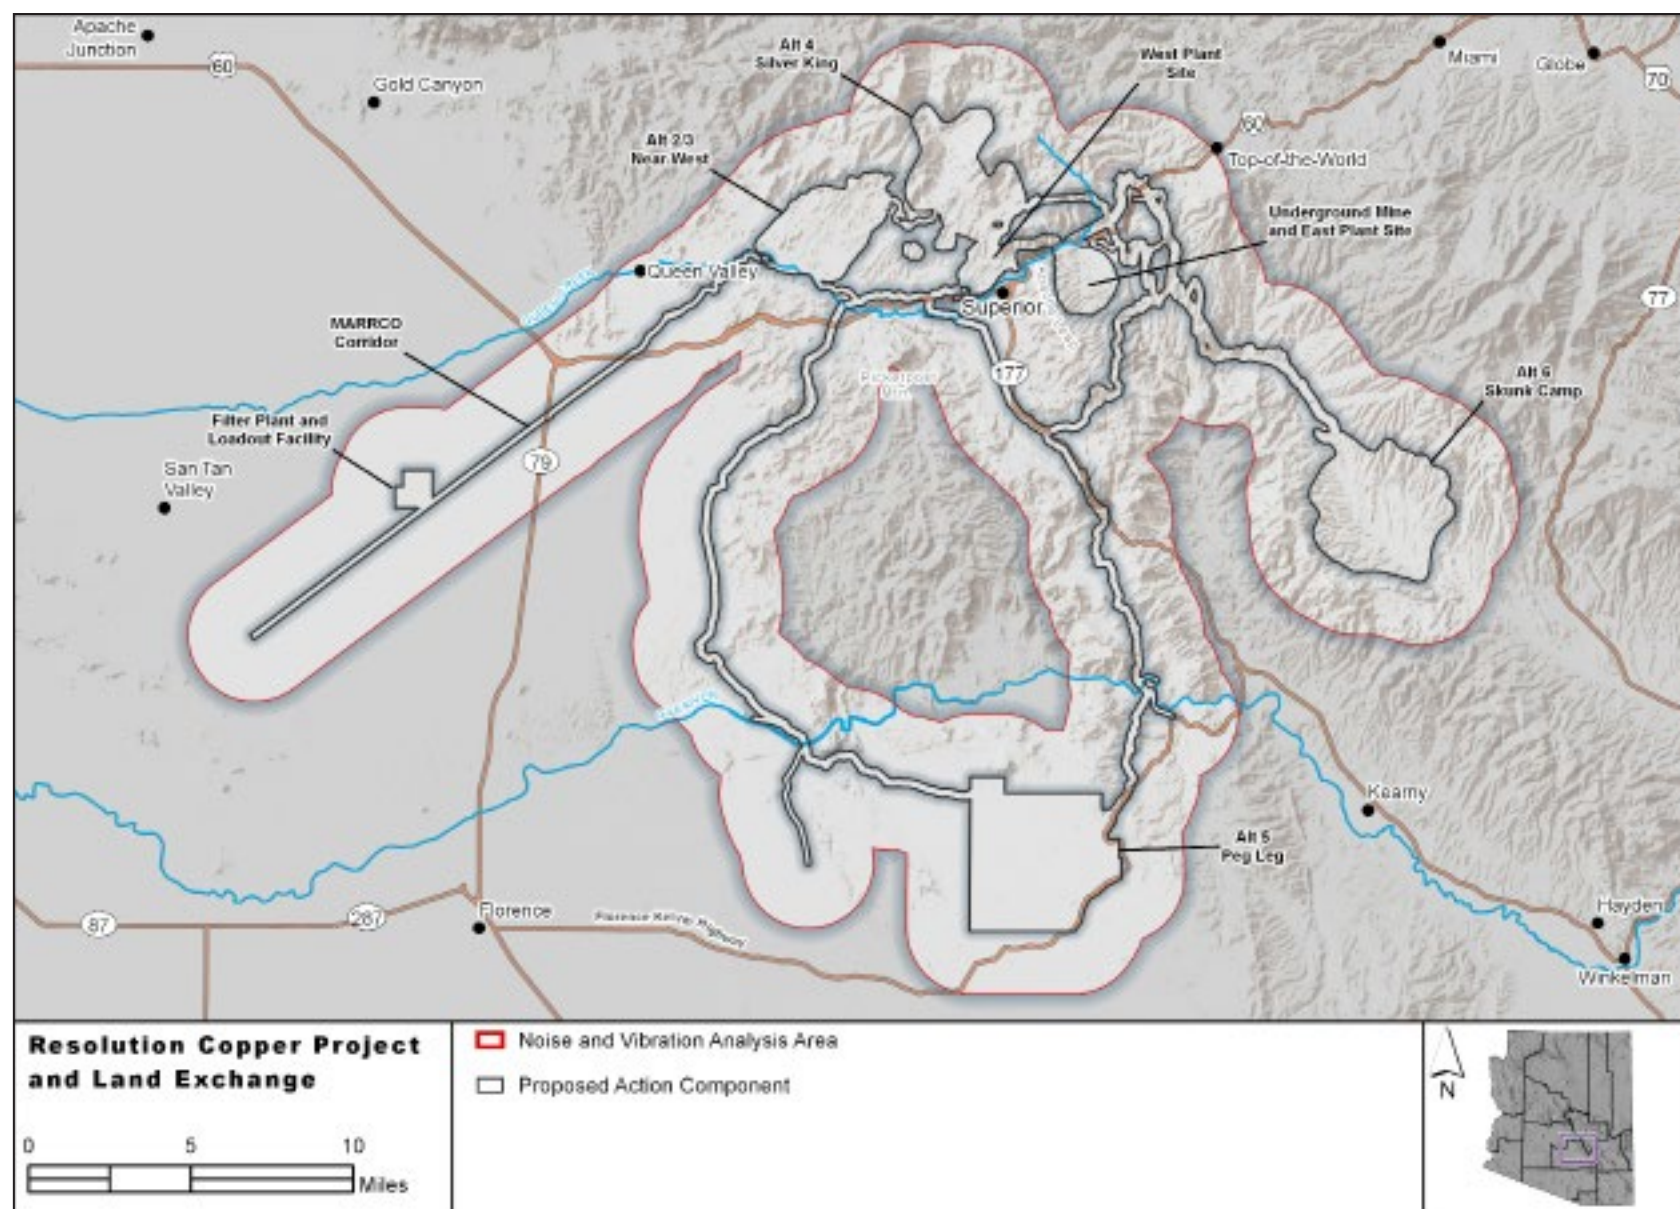 Apache
Junction
60
Gold Canyon
Alt 4
Silver King
West Plant
Site
Miami
Globe
70
60
Top-of-the-World
Alt 2/3
Near West
Underground Mine
and East Plant Site
Queen Valley
Superior
77
MARRCO
Corridor
177
Picketpost
Alt 6
Skunk Camp
Filter Plant and
Loadout Facility
79
San Tan
Valley
Kearny
Alt 5
Peg Leg
Hayden
Winkelman
87
287
Florence
Florence Kelvin Highway
Resolution Copper Project
and Land Exchange
0 5 10
Miles
Noise and Vibration Analysis Area
Proposed Action Component
N